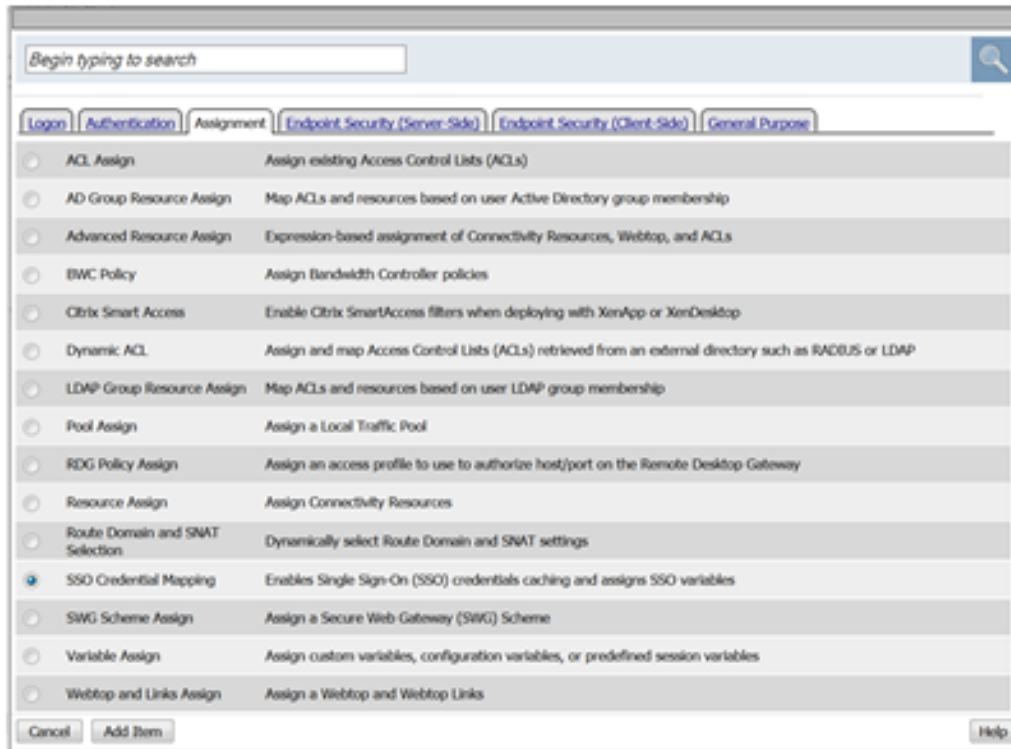 Begin typing to search
Logon Authentication Assignment Endpoint Security (Server-Side) Endpoint Security (Client-Side) General Purpose
ACL Assign Assign existing Access Control Lists (ACLs)
AD Group Resource Assign Map ACLs and resources based on user Active Directory group membership
Advanced Resource Assign Expression-based assignment of Connectivity Resources, Webtop, and ACLs
BWC Policy Assign Bandwidth Controller policies
Citrix Smart Access Enable Citrix SmartAccess filters when deploying with XenApp or XenDesktop
Dynamic ACL Assign and map Access Control Lists (ACLs) retrieved from an external directory such as RADIUS or LDAP
LDAP Group Resource Assign Map ACLs and resources based on user LDAP group membership
Pool Assign Assign a Local Traffic Pool
RDG Policy Assign Assign an access profile to use to authorize host/port on the Remote Desktop Gateway
Resource Assign Assign Connectivity Resources
Route Domain and SNAT
Selection Dynamically select Route Domain and SNAT settings
SSO Credential Mapping Enables Single Sign-On (SSO) credentials caching and assigns SSO variables
SWG Scheme Assign Assign a Secure Web Gateway (SWG) Scheme
Variable Assign Assign custom variables, configuration variables, or predefined session variables
Webtop and Links Assign Assign a Webtop and Webtop Links
Cancel Add Item Help